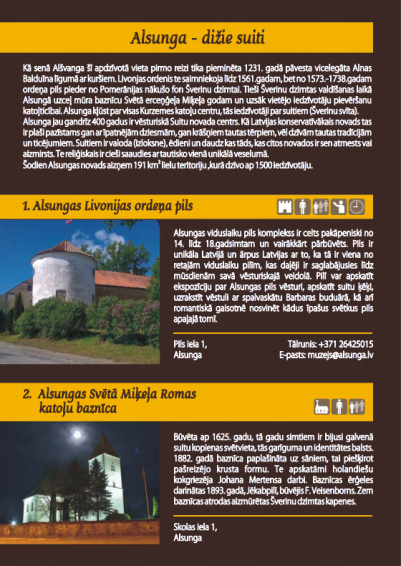 Alsunga - dižie suiti
Kā senā Alšvanga šī apdzīvotā vieta pirmo reizi tika pieminēta 1231. gadā pāvesta vicelegāta Alnas
Balduīna līgumā ar kuršiem. Livonjas ordenis te saimniekoja līdz 1561.gadam, bet no 1573.-1738.gadam
ordeņa pils pieder no Pomerānijas nākušo fon Šverinu dzimtai. Tieši Šverinu dzimtas valdīšanas laikā
Alsungā uzceļ mūra baznīcu Svētā erceņģeļa Miķeļa godam un uzsāk vietējo iedzīvotāju pievēršanu
katoļticībai. Alsunga kļūst par visas Kurzemes katoļu centru, tās iedzīvotāji par suitiem (Šverinu svīta).
Alsunga jau gandrīz 400 gadus ir vēsturiskā Suitu novada centrs. Kā Latvijas konservatīvākais novads tas
ir plaši pazīstams gan ar īpatnējām dziesmām, gan krāšņiem tautas tērpiem, vēl dzīvām tautas tradīcijām
un ticējumiem. Suitiem ir valoda (izloksne), ēdieni un daudz kas tāds, kas citos novados ir sen atmests vai
aizmirsts. Te reliģiskais ir cieši saaudies ar tautisko vienā unikālā veselumā.
Šodien Alsungas novads aizņem 191 km² lielu teritoriju ,kurā dzīvo ap 1500 iedzīvotāju.
1. Alsungas Livonijas ordeņa pils
Alsungas viduslaiku pils komplekss ir celts pakāpeniski no
14. līdz 18.gadsimtam un vairākkārt pārbūvēts. Pils ir
unikāla Latvijā un ārpus Latvijas ar to, ka tā ir viena no
retajām viduslaiku pilīm, kas daļēji ir saglabājusies līdz
mūsdienām savā vēsturiskajā veidolā. Pilī var apskatīt
ekspozīciju par Alsungas pils vēsturi, apskatīt suitu ķēķi,
uzrakstīt vēstuli ar spalvaskātu Barbaras buduārā, kā arī
romantiskā gaisotnē nosvinēt kādus īpašus svētkus pils
apaļajā tornī.
Pils iela 1, Tālrunis: +371 26425015
Alsunga E-pasts: muzejs@alsunga.lv
2. Alsungas Svētā Miķeļa Romas
katoļu baznīca
Būvēta ap 1625. gadu, tā gadu simtiem ir bijusi galvenā
suitu kopienas svētvieta, tās garīguma un identitātes balsts.
1882. gadā baznīca paplašināta uz sāniem, tai piešķirot
pašreizējo krusta formu. Te apskatāmi holandiešu
kokgriezēja Johana Mertensa darbi. Baznīcas ērģeles
darinātas 1893. gadā, Jēkabpilī, būvējis F. Veisenborns. Zem
baznīcas atrodas aizmūrētas Šverinu dzimtas kapenes.
Skolas iela 1,
Alsunga